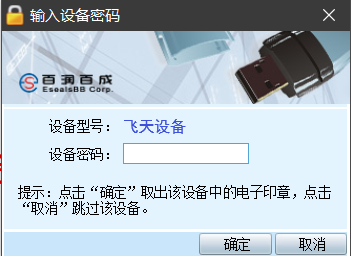 输入设备密码
百润百成
EsealsBB Corp.
设备型号： 飞天设备
设备密码：
提示：点击“确定”取出该设备中的电子印章，点击
“取消”跳过该设备。
确定 取消